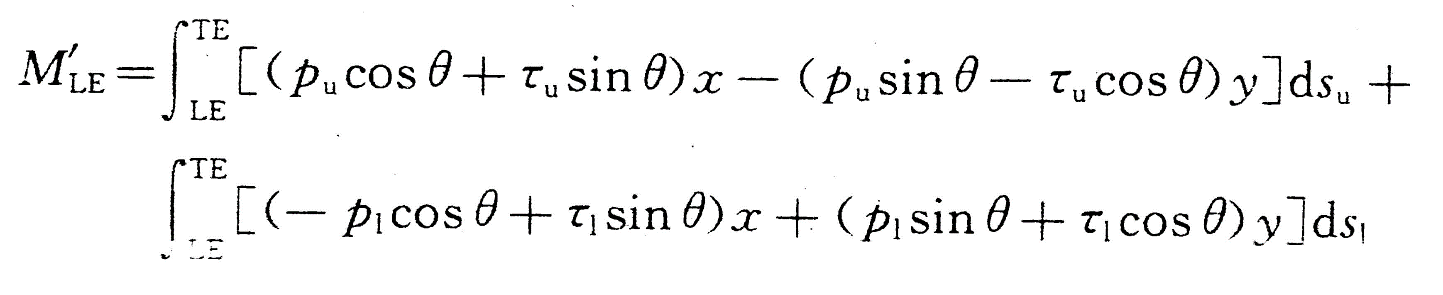 M′_LE = ∫_LE^TE [(p_u cos θ + τ_u sin θ)x − (p_u sin θ − τ_u cos θ)y]ds_u +
∫_LE^TE [(− p_l cos θ + τ_l sin θ)x + (p_l sin θ + τ_l cos θ)y]ds_l